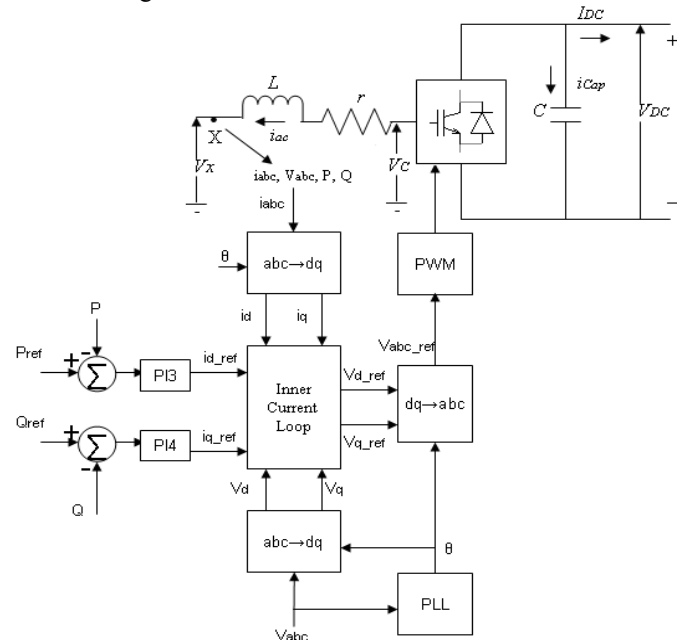 IDC
+
L
r
iCap
C
VDC
X
iac
VX
VC
iabc, Vabc, P, Q
iabc
−
θ
abc→dq
PWM
P
id
iq
Vabc_ref
-
Pref
+
Σ
PI3
id_ref
Inner
Current
Loop
Vd_ref
dq→abc
Qref
+
Σ
PI4
iq_ref
Vq_ref
-
Q
Vd
Vq
abc→dq
θ
PLL
Vabc